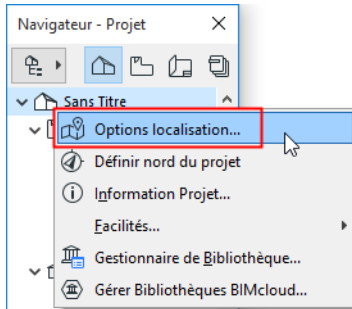 Navigateur - Projet
Sans Titre
Options localisation...
Définir nord du projet
Information Projet...
Facilités...
Gestionnaire de Bibliothèque...
Gérer Bibliothèques BIMcloud...